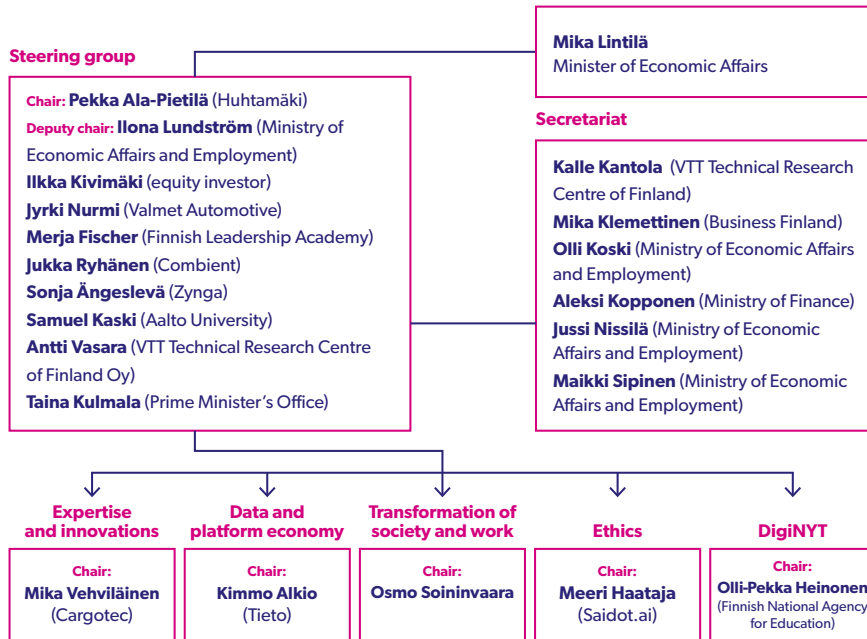 Mika Lintilä
Minister of Economic Affairs
Steering group
Chair: Pekka Ala-Pietilä (Huhtamäki)
Deputy chair: Ilona Lundström (Ministry of
Economic Affairs and Employment)
Ilkka Kivimäki (equity investor)
Jyrki Nurmi (Valmet Automotive)
Merja Fischer (Finnish Leadership Academy)
Jukka Ryhänen (Combient)
Sonja Ängeslevä (Zynga)
Samuel Kaski (Aalto University)
Antti Vasara (VTT Technical Research Centre
of Finland Oy)
Taina Kulmala (Prime Minister's Office)
Secretariat
Kalle Kantola (VTT Technical Research
Centre of Finland)
Mika Klemettinen (Business Finland)
Olli Koski (Ministry of Economic Affairs
and Employment)
Aleksi Kopponen (Ministry of Finance)
Jussi Nissilä (Ministry of Economic
Affairs and Employment)
Maikki Sipinen (Ministry of Economic
Affairs and Employment)
Expertise
and innovations
Chair:
Mika Vehviläinen
(Cargotec)
Data and
platform economy
Chair:
Kimmo Alkio
(Tieto)
Transformation of
society and work
Chair:
Osmo Soininvaara
Ethics
Chair:
Meeri Haataja
(Saidot.ai)
DigiNYT
Chair:
Olli-Pekka Heinonen
(Finnish National Agency
for Education)